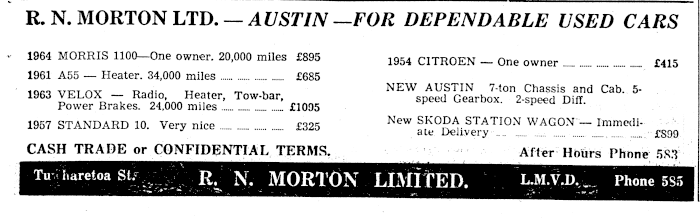 R. N. MORTON LTD. — AUSTIN — FOR DEPENDABLE USED CARS
1964 MORRIS 1100—One owner. 20,000 miles £895
1961 A55 — Heater. 34,000 miles .... .... .... £685
1963 VELOX — Radio, Heater, Tow-bar,
Power Brakes. 24,000 miles .... .... .... £1095
1957 STANDARD 10. Very nice .... .... .... £325
CASH TRADE or CONFIDENTIAL TERMS.
1954 CITROEN — One owner .... .... .... £415
NEW AUSTIN 7-ton Chassis and Cab. 5-
speed Gearbox. 2-speed Diff.
New SKODA STATION WAGON — Immedi-
ate Delivery .... .... .... .... £899
After Hours Phone 583
Tuwharetoa St. R. N. MORTON LIMITED. L.M.V.D. Phone 585